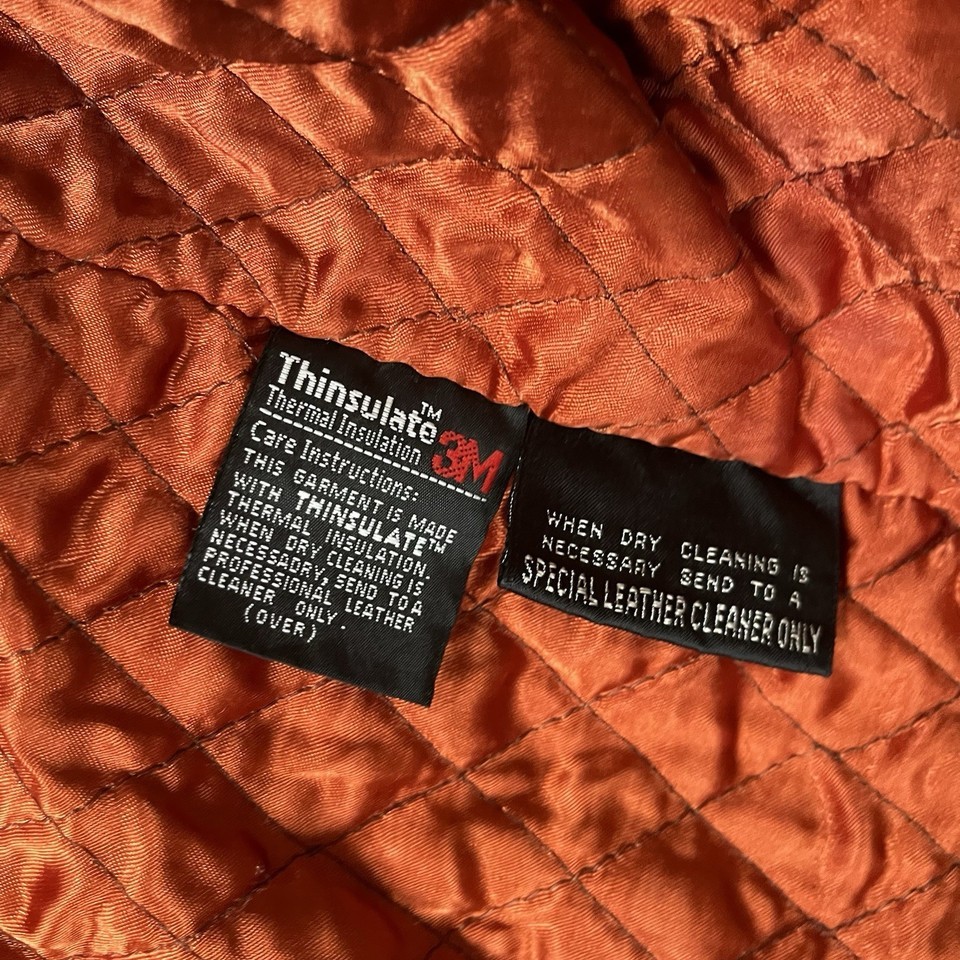 Thinsulate™
Thermal Insulation 3M
Care Instructions:
THIS GARMENT IS MADE
WITH THINSULATE™
THERMAL INSULATION.
WHEN DRY CLEANING IS
NECESSADRY, SEND TO A
PROFESSIONAL LEATHER
CLEANER ONLY.
(OVER)
WHEN DRY CLEANING IS
NECESSARY SEND TO A
SPECIAL LEATHER CLEANER ONLY